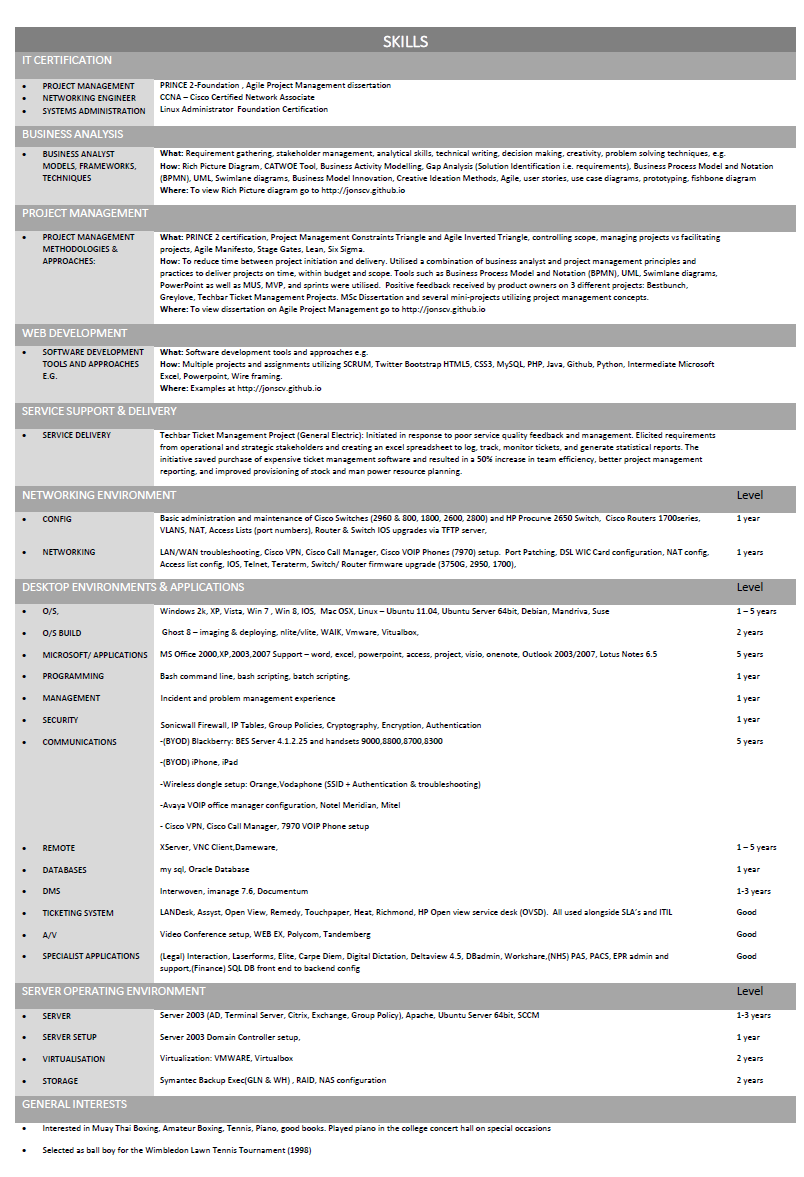 SKILLS
IT CERTIFICATION
• PROJECT MANAGEMENT PRINCE 2-Foundation , Agile Project Management dissertation
• NETWORKING ENGINEER CCNA – Cisco Certified Network Associate
• SYSTEMS ADMINISTRATION Linux Administrator Foundation Certification
BUSINESS ANALYSIS
• BUSINESS ANALYST What: Requirement gathering, stakeholder management, analytical skills, technical writing, decision making, creativity, problem solving techniques, e.g.
MODELS, FRAMEWORKS, How: Rich Picture Diagram, CATWOE Tool, Business Activity Modelling, Gap Analysis (Solution Identification i.e. requirements), Business Process Model and Notation
TECHNIQUES (BPMN), UML, Swimlane diagrams, Business Model Innovation, Creative Ideation Methods, Agile, user stories, use case diagrams, prototyping, fishbone diagram
Where: To view Rich Picture diagram go to http://jonscv.github.io
PROJECT MANAGEMENT
• PROJECT MANAGEMENT What: PRINCE 2 certification, Project Management Constraints Triangle and Agile Inverted Triangle, controlling scope, managing projects vs facilitating
METHODOLOGIES & projects, Agile Manifesto, Stage Gates, Lean, Six Sigma.
APPROACHES: How: To reduce time between project initiation and delivery. Utilised a combination of business analyst and project management principles and
practices to deliver projects on time, within budget and scope. Tools such as Business Process Model and Notation (BPMN), UML, Swimlane diagrams,
PowerPoint as well as MUS, MVP, and sprints were utilised. Positive feedback received by product owners on 3 different projects: Bestbunch,
Greylove, Techbar Ticket Management Projects. MSc Dissertation and several mini-projects utilizing project management concepts.
Where: To view dissertation on Agile Project Management go to http://jonscv.github.io
WEB DEVELOPMENT
• SOFTWARE DEVELOPMENT What: Software development tools and approaches e.g.
TOOLS AND APPROACHES How: Multiple projects and assignments utilizing SCRUM, Twitter Bootstrap HTML5, CSS3, MySQL, PHP, Java, Github, Python, Intermediate Microsoft
E.G. Excel, Powerpoint, Wire framing.
Where: Examples at http://jonscv.github.io
SERVICE SUPPORT & DELIVERY
• SERVICE DELIVERY Techbar Ticket Management Project (General Electric): Initiated in response to poor service quality feedback and management. Elicited requirements
from operational and strategic stakeholders and creating an excel spreadsheet to log, track, monitor tickets, and generate statistical reports. The
initiative saved purchase of expensive ticket management software and resulted in a 50% increase in team efficiency, better project management
reporting, and improved provisioning of stock and man power resource planning.
NETWORKING ENVIRONMENT Level
• CONFIG Basic administration and maintenance of Cisco Switches (2960 & 800, 1800, 2600, 2800) and HP Procurve 2650 Switch, Cisco Routers 1700series, 1 year
VLANS, NAT, Access Lists (port numbers), Router & Switch IOS upgrades via TFTP server,
• NETWORKING LAN/WAN troubleshooting, Cisco VPN, Cisco Call Manager, Cisco VOIP Phones (7970) setup. Port Patching, DSL WIC Card configuration, NAT config, 1 years
Access list config, IOS, Telnet, Teraterm, Switch/ Router firmware upgrade (3750G, 2950, 1700),
DESKTOP ENVIRONMENTS & APPLICATIONS Level
• O/S, Windows 2k, XP, Vista, Win 7 , Win 8, IOS, Mac OSX, Linux – Ubuntu 11.04, Ubuntu Server 64bit, Debian, Mandriva, Suse 1 – 5 years
• O/S BUILD Ghost 8 – imaging & deploying, nlite/vlite, WAIK, Vmware, Vitualbox, 2 years
• MICROSOFT/ APPLICATIONS MS Office 2000,XP,2003,2007 Support – word, excel, powerpoint, access, project, visio, onenote, Outlook 2003/2007, Lotus Notes 6.5 5 years
• PROGRAMMING Bash command line, bash scripting, batch scripting, 1 year
• MANAGEMENT Incident and problem management experience 1 year
• SECURITY Sonicwall Firewall, IP Tables, Group Policies, Cryptography, Encryption, Authentication 1 year
• COMMUNICATIONS -(BYOD) Blackberry: BES Server 4.1.2.25 and handsets 9000,8800,8700,8300 5 years
-(BYOD) iPhone, iPad
-Wireless dongle setup: Orange,Vodaphone (SSID + Authentication & troubleshooting)
-Avaya VOIP office manager configuration, Notel Meridian, Mitel
- Cisco VPN, Cisco Call Manager, 7970 VOIP Phone setup
• REMOTE XServer, VNC Client,Dameware, 1 – 5 years
• DATABASES my sql, Oracle Database 1 year
• DMS Interwoven, imanage 7.6, Documentum 1-3 years
• TICKETING SYSTEM LANDesk, Assyst, Open View, Remedy, Touchpaper, Heat, Richmond, HP Open view service desk (OVSD). All used alongside SLA's and ITIL Good
• A/V Video Conference setup, WEB EX, Polycom, Tandemberg Good
• SPECIALIST APPLICATIONS (Legal) Interaction, Laserforms, Elite, Carpe Diem, Digital Dictation, Deltaview 4.5, DBadmin, Workshare,(NHS) PAS, PACS, EPR admin and Good
support,(Finance) SQL DB front end to backend config
SERVER OPERATING ENVIRONMENT Level
• SERVER Server 2003 (AD, Terminal Server, Citrix, Exchange, Group Policy), Apache, Ubuntu Server 64bit, SCCM 1-3 years
• SERVER SETUP Server 2003 Domain Controller setup, 1 year
• VIRTUALISATION Virtualization: VMWARE, Virtualbox 2 years
• STORAGE Symantec Backup Exec(GLN & WH) , RAID, NAS configuration 2 years
GENERAL INTERESTS
• Interested in Muay Thai Boxing, Amateur Boxing, Tennis, Piano, good books. Played piano in the college concert hall on special occasions
• Selected as ball boy for the Wimbledon Lawn Tennis Tournament (1998)